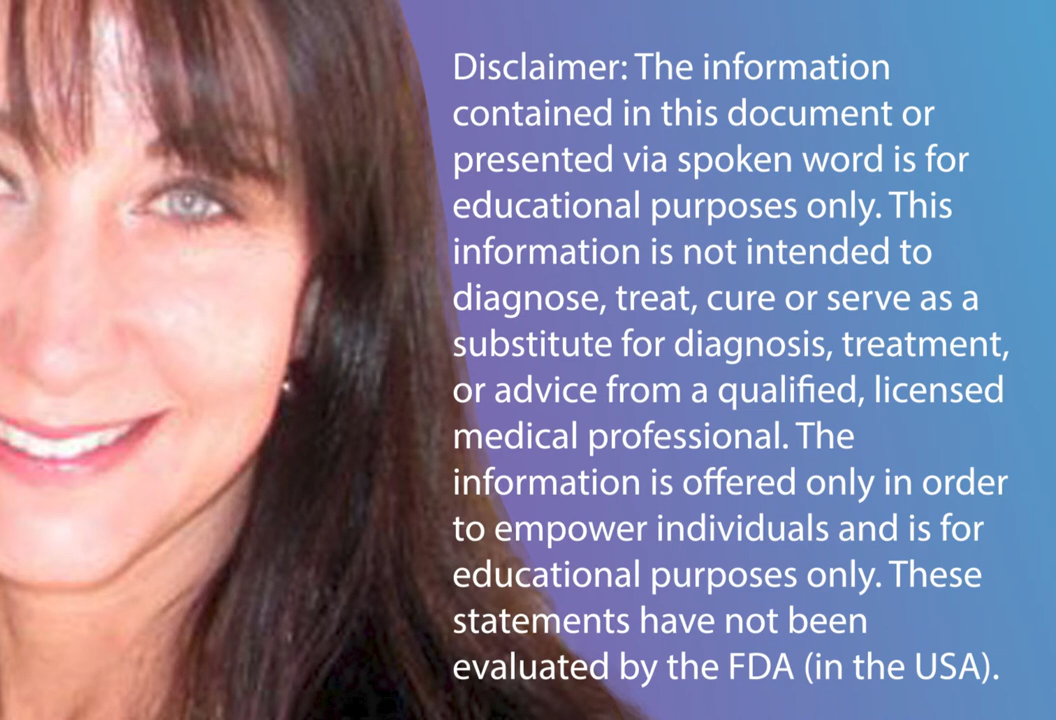 Disclaimer: The information
contained in this document or
presented via spoken word is for
educational purposes only. This
information is not intended to
diagnose, treat, cure or serve as a
substitute for diagnosis, treatment,
or advice from a qualified, licensed
medical professional. The
information is offered only in order
to empower individuals and is for
educational purposes only. These
statements have not been
evaluated by the FDA (in the USA).